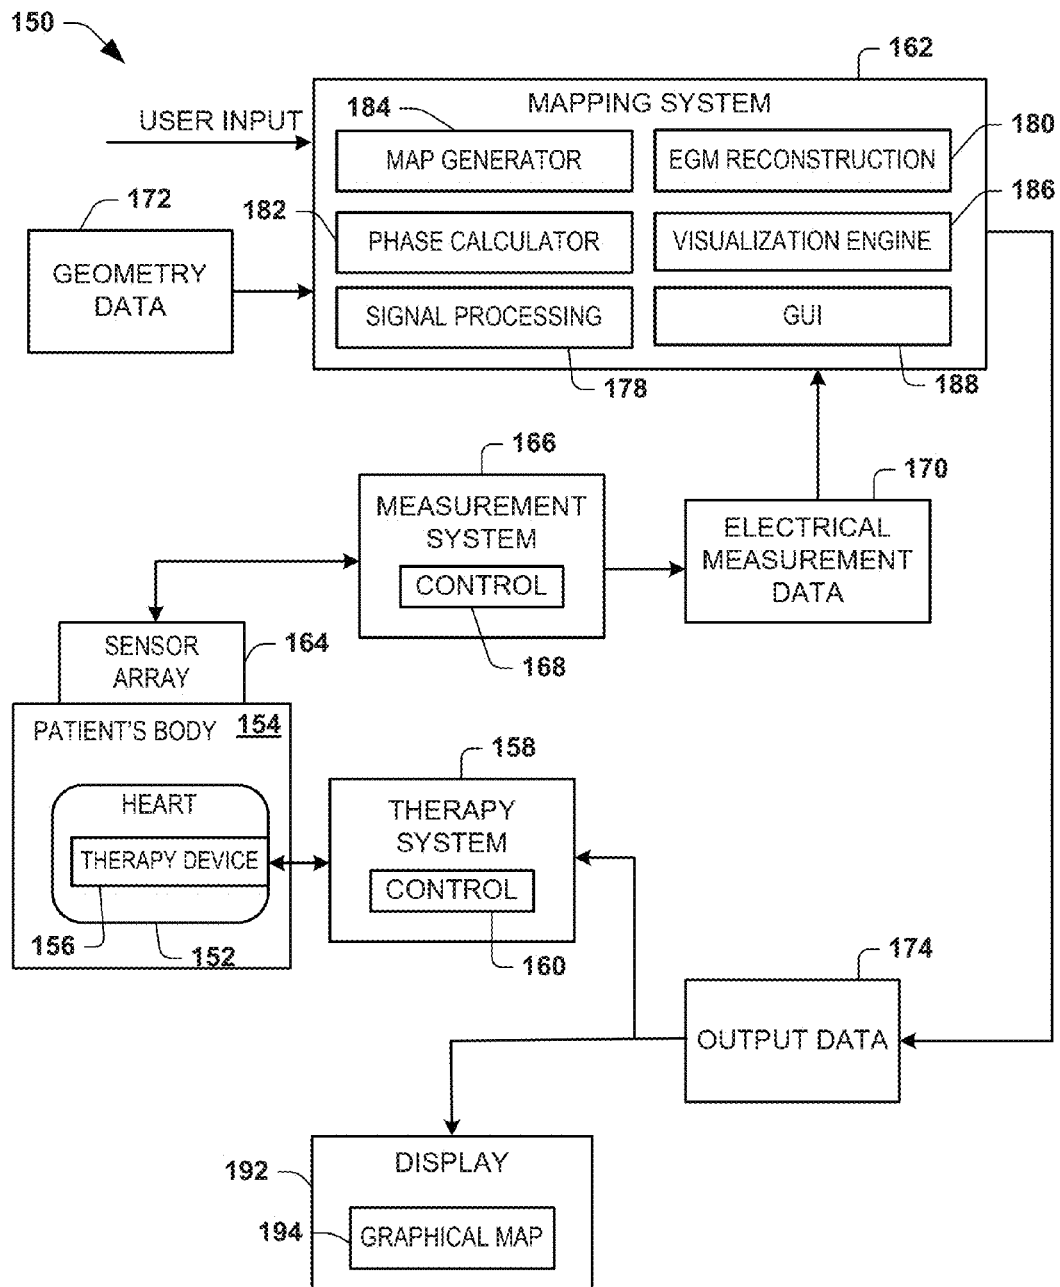 150
162
MAPPING SYSTEM
USER INPUT
184
MAP GENERATOR
EGM RECONSTRUCTION
180
172
182
PHASE CALCULATOR
VISUALIZATION ENGINE
186
GEOMETRY
DATA
SIGNAL PROCESSING
GUI
178
188
166
MEASUREMENT
SYSTEM
CONTROL
168
170
ELECTRICAL
MEASUREMENT
DATA
SENSOR
ARRAY
164
PATIENT'S BODY
154
HEART
THERAPY DEVICE
156
152
158
THERAPY
SYSTEM
CONTROL
160
174
OUTPUT DATA
192
DISPLAY
194
GRAPHICAL MAP